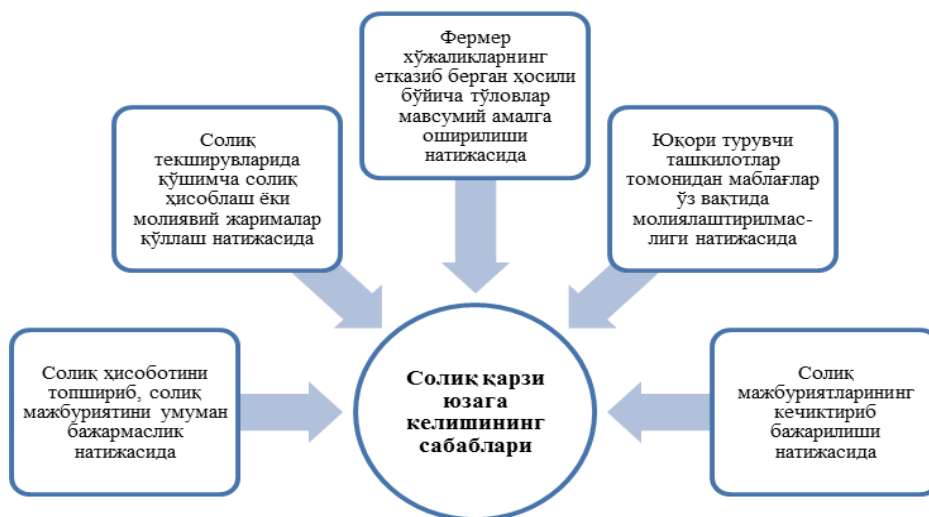 Фермер
хўжаликларнинг
етказиб берган ҳосили
бўйича тўловлар
мавсумий амалга
оширилиши
натижасида
Солиқ
текширувларида
қўшимча солиқ
ҳисоблаш ёки
молиявий жарималар
қўллаш натижасида
Юқори турувчи
ташкилотлар
томонидан маблағлар
ўз вақтида
молиялаштирилмас-
лиги натижасида
Солиқ ҳисоботини
топшириб, солиқ
мажбуриятини умуман
бажармаслик
натижасида
Солиқ қарзи
юзага
келишининг
сабаблари
Солиқ
мажбуриятларининг
кечиктириб
бажарилиши
натижасида